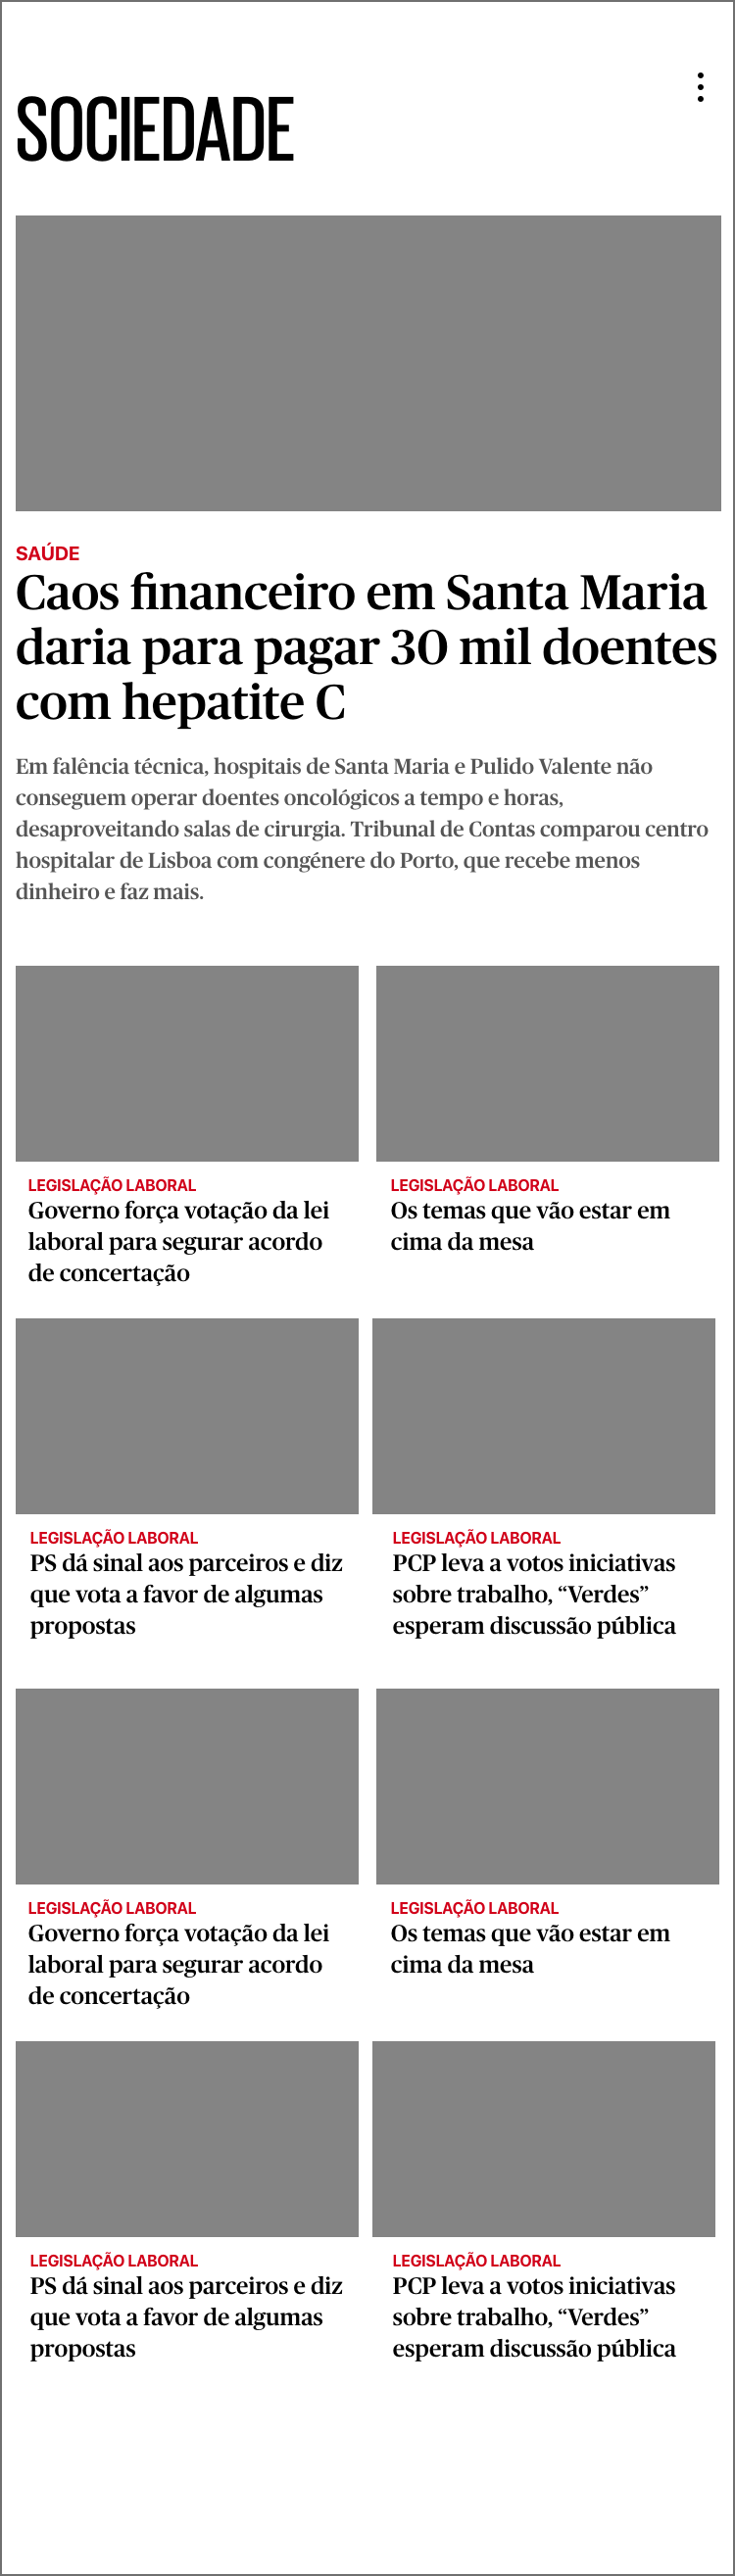 SOCIEDADE
SAÚDE
Caos financeiro em Santa Maria
daria para pagar 30 mil doentes
com hepatite C
Em falência técnica, hospitais de Santa Maria e Pulido Valente não
conseguem operar doentes oncológicos a tempo e horas,
desaproveitando salas de cirurgia. Tribunal de Contas comparou centro
hospitalar de Lisboa com congénere do Porto, que recebe menos
dinheiro e faz mais.
LEGISLAÇÃO LABORAL
Governo força votação da lei
laboral para segurar acordo
de concertação
LEGISLAÇÃO LABORAL
Os temas que vão estar em
cima da mesa
LEGISLAÇÃO LABORAL
PS dá sinal aos parceiros e diz
que vota a favor de algumas
propostas
LEGISLAÇÃO LABORAL
PCP leva a votos iniciativas
sobre trabalho, “Verdes”
esperam discussão pública
LEGISLAÇÃO LABORAL
Governo força votação da lei
laboral para segurar acordo
de concertação
LEGISLAÇÃO LABORAL
Os temas que vão estar em
cima da mesa
LEGISLAÇÃO LABORAL
PS dá sinal aos parceiros e diz
que vota a favor de algumas
propostas
LEGISLAÇÃO LABORAL
PCP leva a votos iniciativas
sobre trabalho, “Verdes”
esperam discussão pública